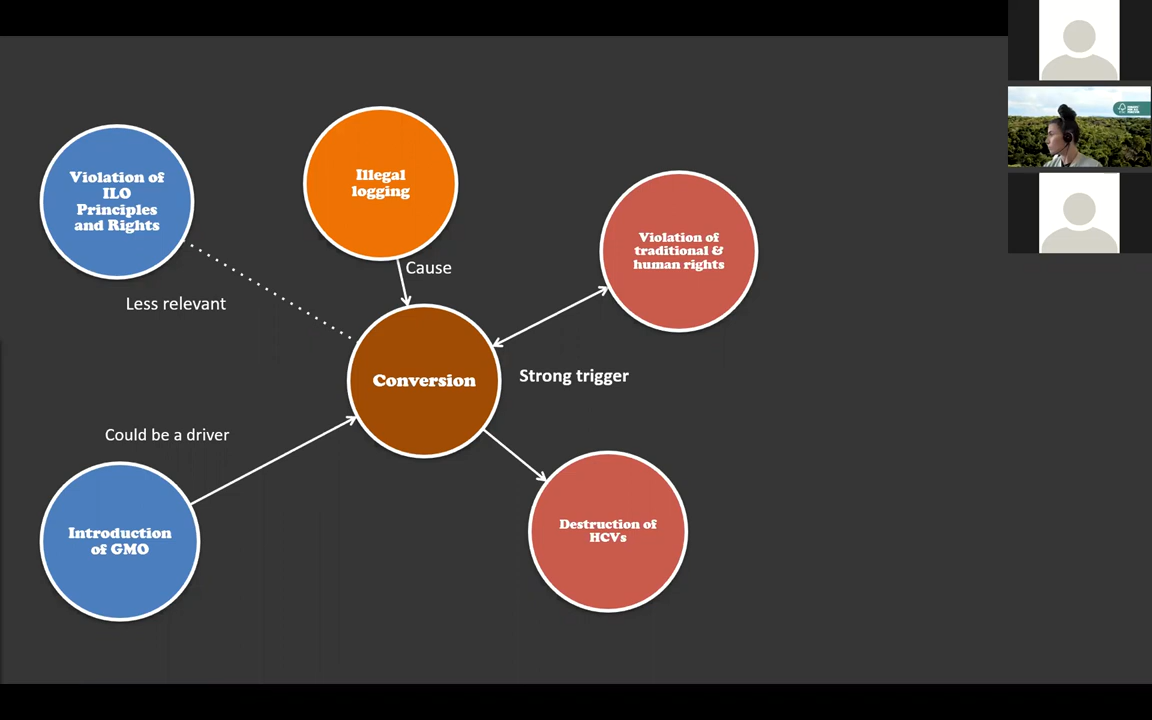 Violation of
ILO
Principles
and Rights
Illegal
logging
Violation of
traditional &
human rights
Cause
Less relevant
Conversion
Strong trigger
Could be a driver
Introduction
of GMO
Destruction of
HCVs